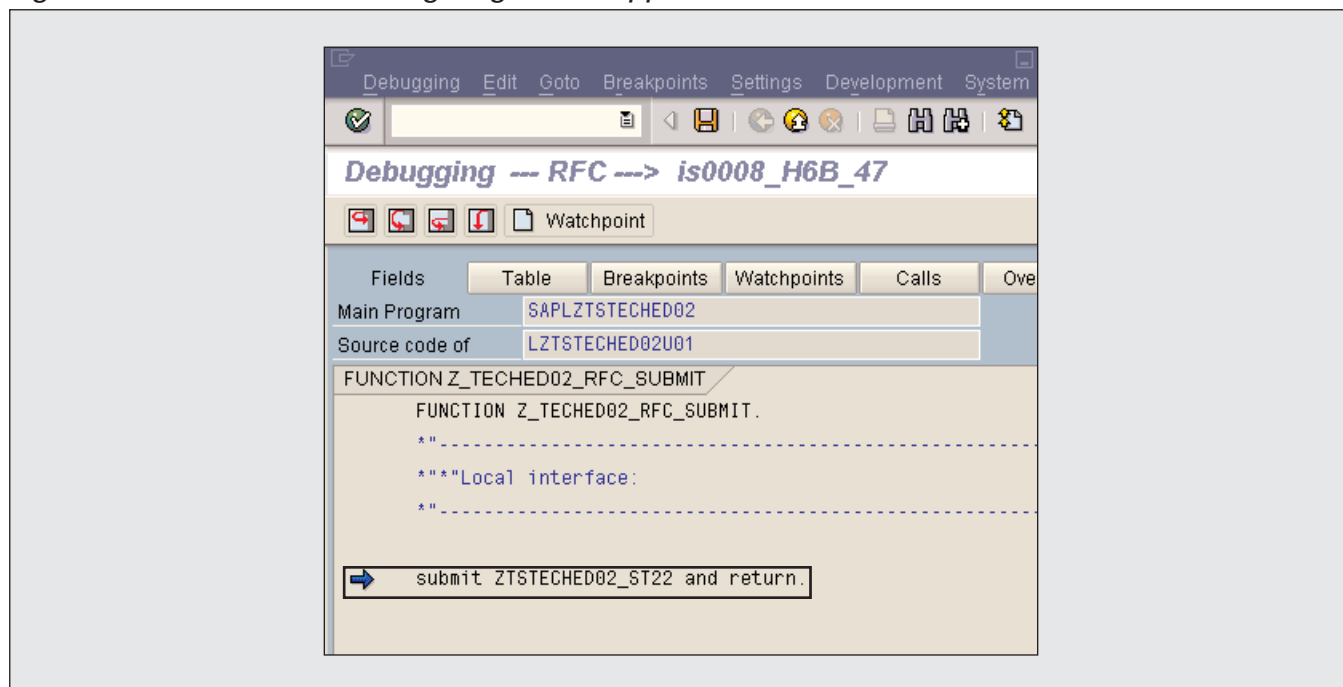 Debugging Edit Goto Breakpoints Settings Development System
Debugging --- RFC ---> is0008_H6B_47
Watchpoint
Fields Table Breakpoints Watchpoints Calls Ove
Main Program SAPLZTSTECHED02
Source code of LZTSTECHED02U01
FUNCTION Z_TECHED02_RFC_SUBMIT
FUNCTION Z_TECHED02_RFC_SUBMIT.
*"----------------------------------------------------------
*"*"Local interface:
*"----------------------------------------------------------
submit ZTSTECHED02_ST22 and return.